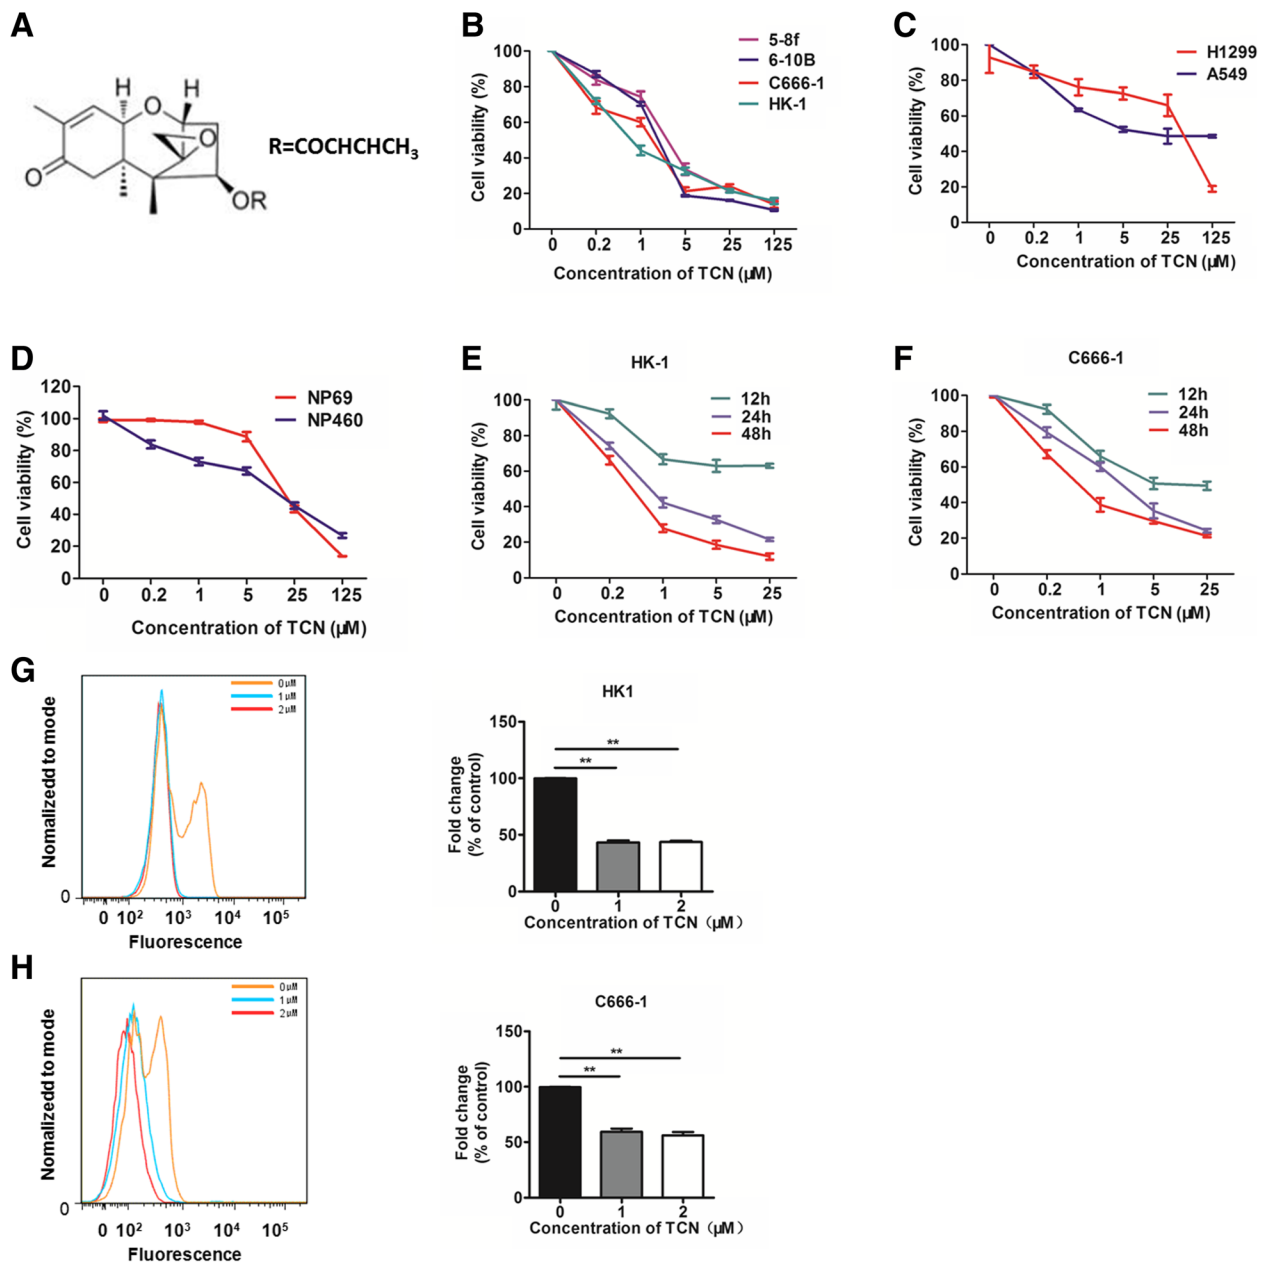 A
H
H
O
O
O
OR
R=COCHCHCH3
B
5-8f
6-10B
C666-1
HK-1
Cell viability (%)
100
80
60
40
20
0
0 0.2 1 5 25 125
Concentration of TCN (μM)
C
H1299
A549
Cell viability (%)
100
80
60
40
20
0
0 0.2 1 5 25 125
Concentration of TCN (μM)
D
NP69
NP460
Cell viability (%)
120
100
80
60
40
20
0
0 0.2 1 5 25 125
Concentration of TCN (μM)
E
HK-1
12h
24h
48h
Cell viability (%)
100
80
60
40
20
0
0 0.2 1 5 25
Concentration of TCN (μM)
F
C666-1
12h
24h
48h
Cell viability (%)
100
80
60
40
20
0
0 0.2 1 5 25
Concentration of TCN (μM)
G
0μM
1μM
2μM
Nomalizedd to mode
0
0 10² 10³ 10⁴ 10⁵
Fluorescence
HK1
Fold change
(% of control)
150
100
50
0
**
**
0 1 2
Concentration of TCN (μM)
H
0μM
1μM
2μM
Nomalizedd to mode
0
0 10² 10³ 10⁴ 10⁵
Fluorescence
C666-1
Fold change
(% of control)
150
100
50
0
**
**
0 1 2
Concentration of TCN (μM)